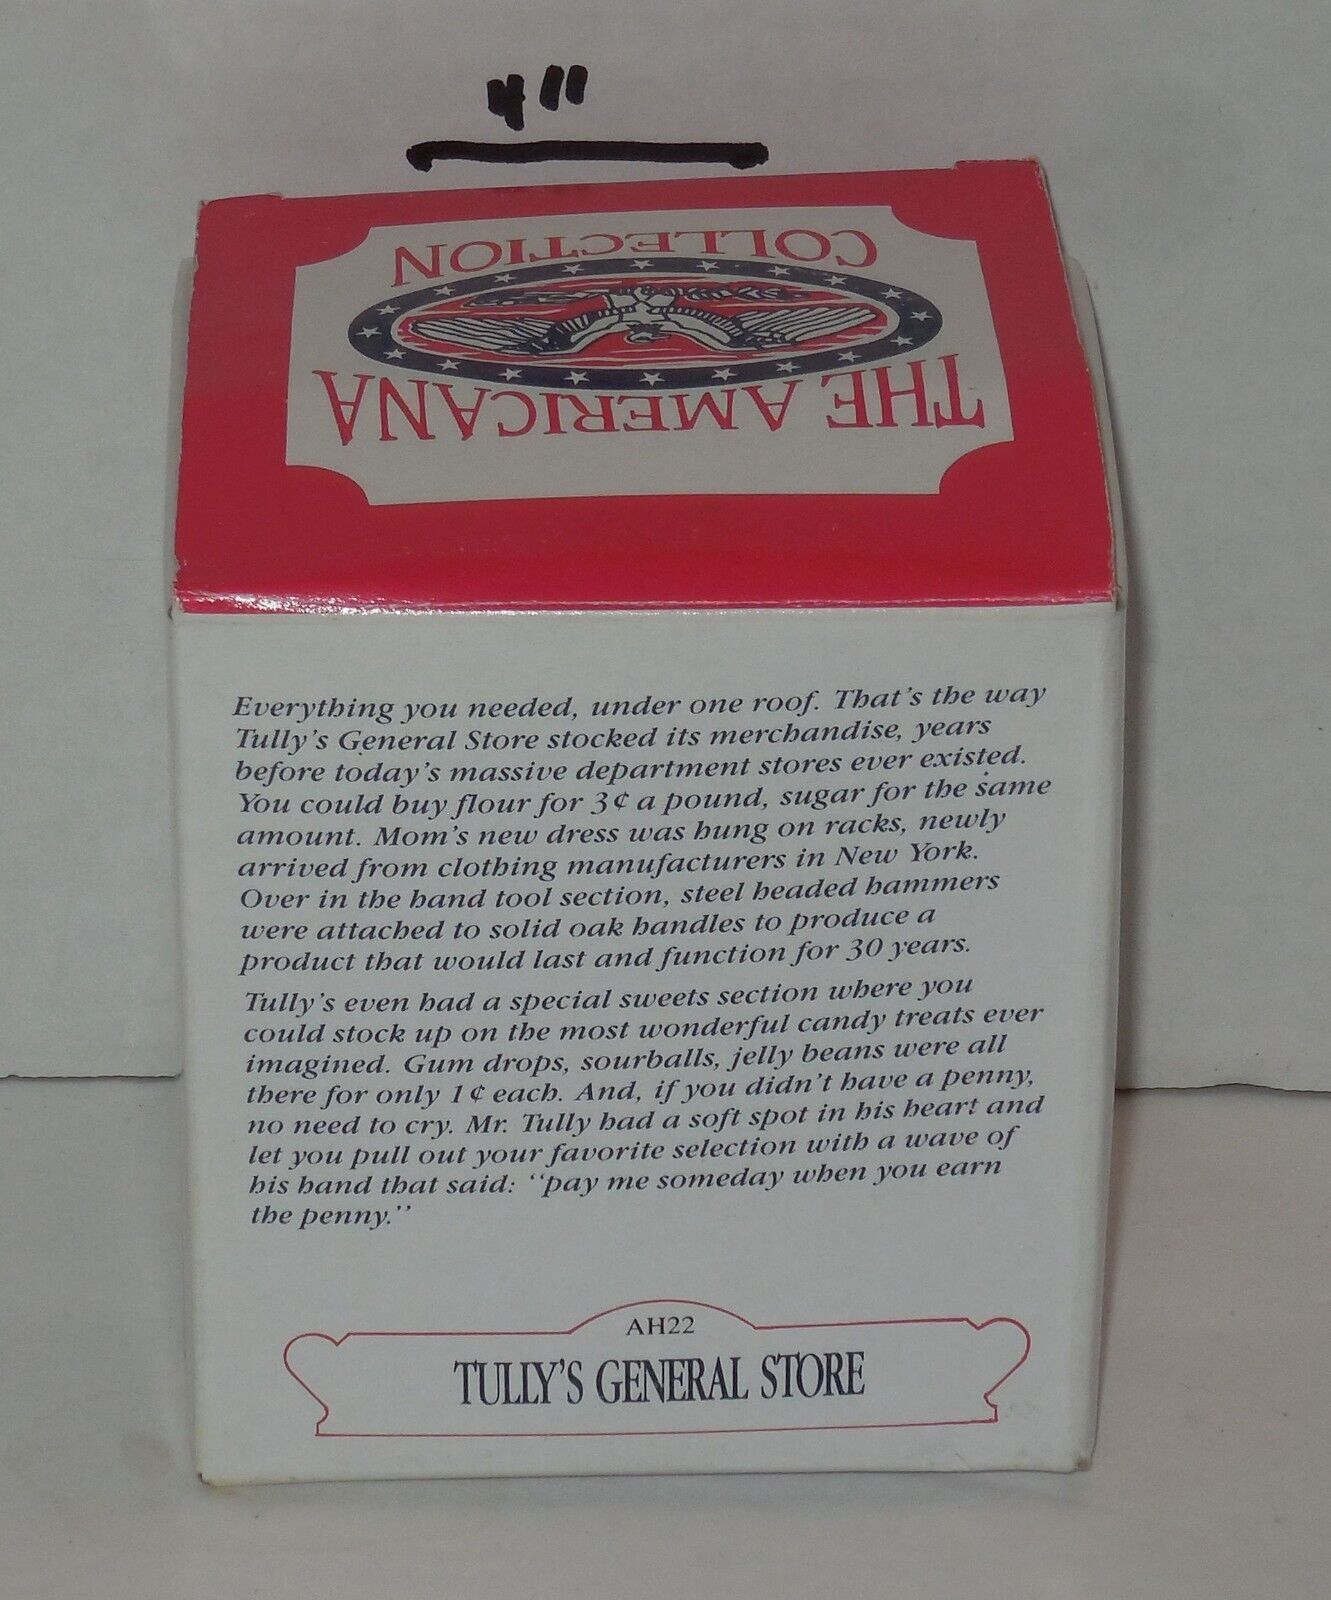 4"
THE AMERICANA
COLLECTION
Everything you needed, under one roof. That's the way
Tully's General Store stocked its merchandise, years
before today's massive department stores ever existed.
You could buy flour for 3¢ a pound, sugar for the same
amount. Mom's new dress was hung on racks, newly
arrived from clothing manufacturers in New York.
Over in the hand tool section, steel headed hammers
were attached to solid oak handles to produce a
product that would last and function for 30 years.
Tully's even had a special sweets section where you
could stock up on the most wonderful candy treats ever
imagined. Gum drops, sourballs, jelly beans were all
there for only 1¢ each. And, if you didn't have a penny,
no need to cry. Mr. Tully had a soft spot in his heart and
let you pull out your favorite selection with a wave of
his hand that said: "pay me someday when you earn
the penny."
AH22
TULLY'S GENERAL STORE